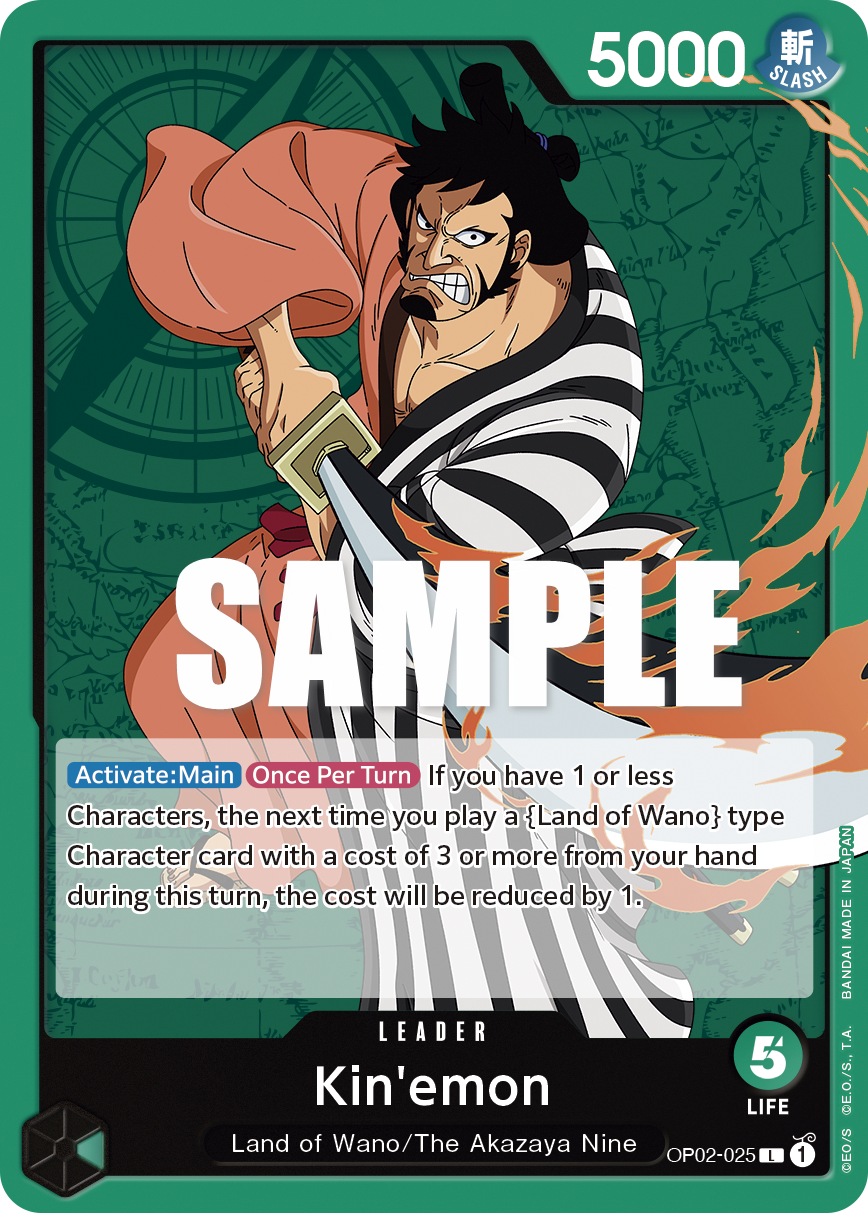 5000
斬
SLASH
SAMPLE
Activate:Main Once Per Turn If you have 1 or less
Characters, the next time you play a {Land of Wano} type
Character card with a cost of 3 or more from your hand
during this turn, the cost will be reduced by 1.
LEADER
Kin'emon
5
LIFE
Land of Wano/The Akazaya Nine
OP02-025 L 1
©EO/S ©E.O./S., T.A. BANDAI MADE IN JAPAN